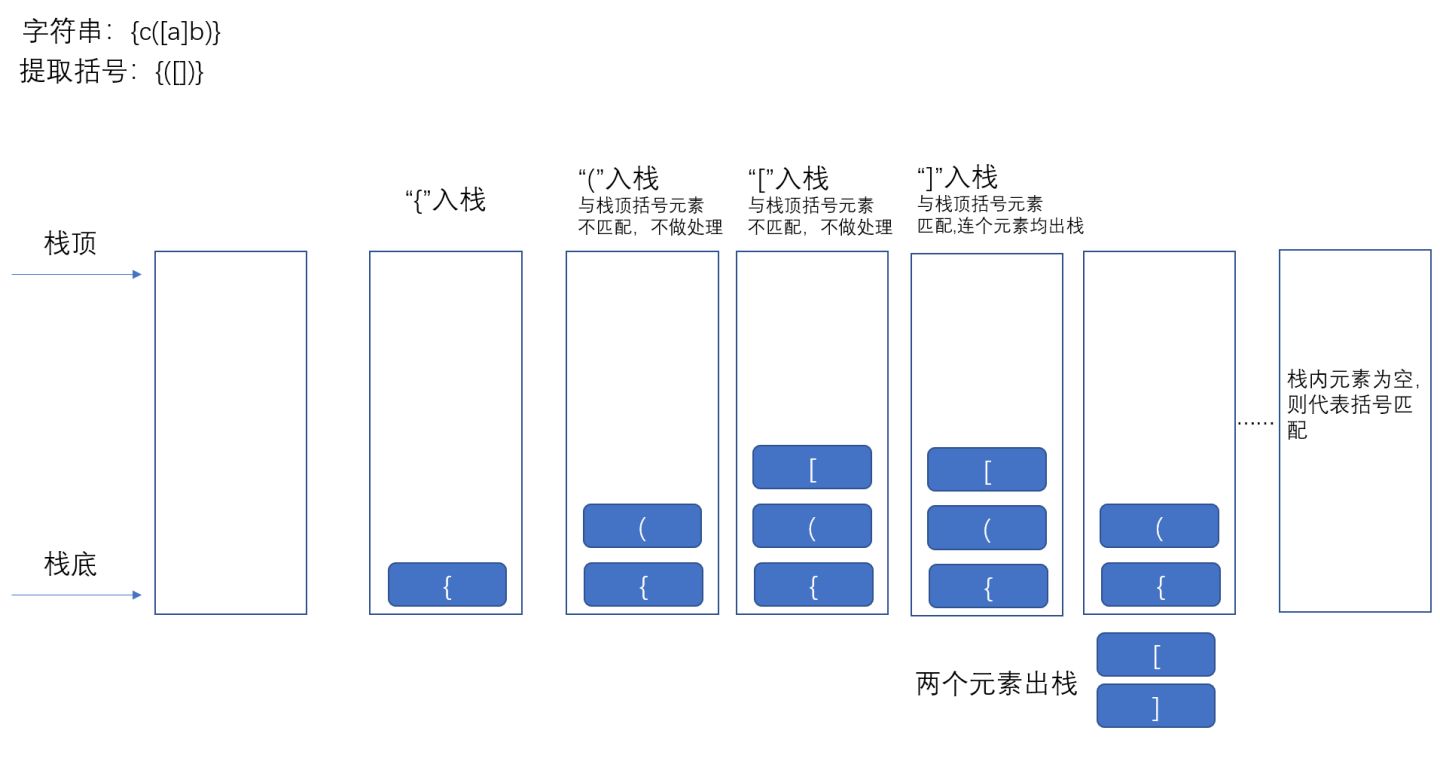 字符串：{c([a]b)}
提取括号：{([])}
“{”入栈
“(”入栈
与栈顶括号元素
不匹配，不做处理
“[”入栈
与栈顶括号元素
不匹配，不做处理
“]”入栈
与栈顶括号元素
匹配,连个元素均出栈
栈顶
栈底
{
(
{
[
(
{
[
(
{
(
{
……
栈内元素为空,
则代表括号匹
配
两个元素出栈
[
]